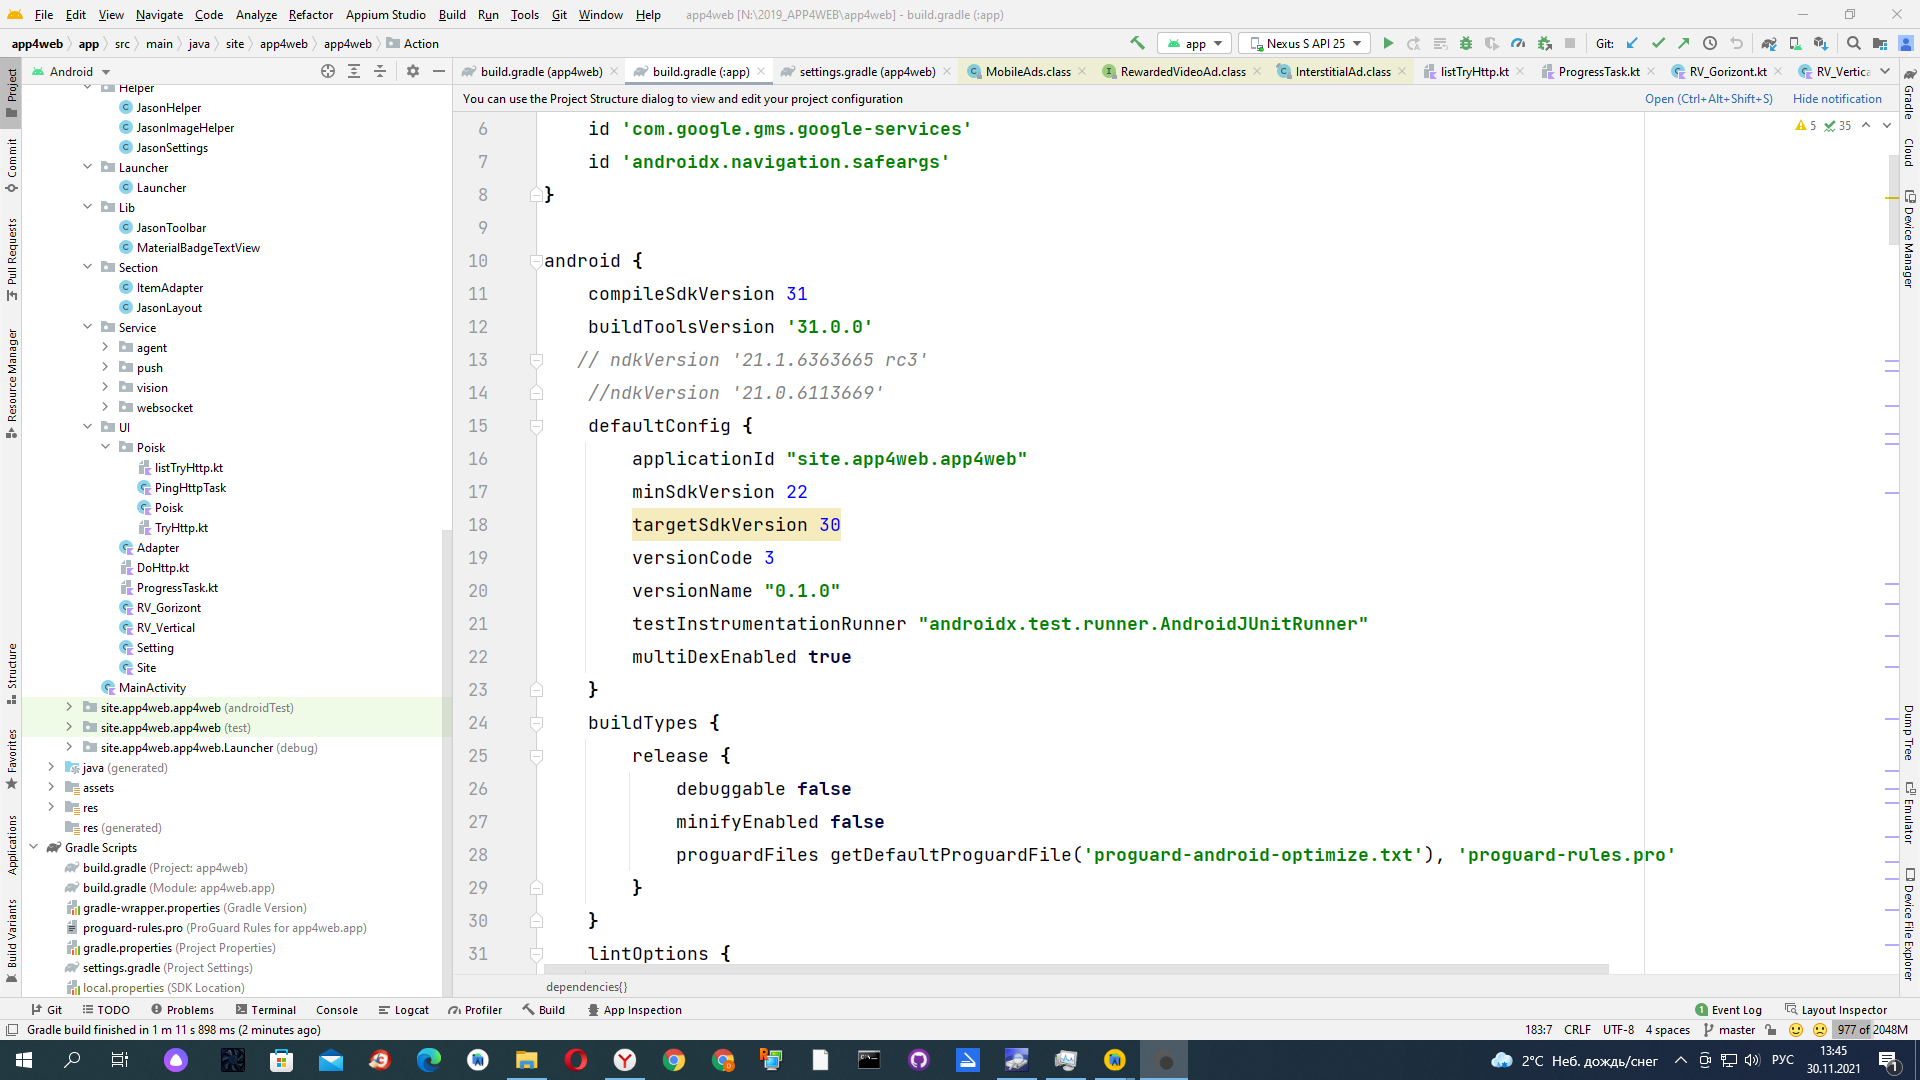 File Edit View Navigate Code Analyze Refactor Appium Studio Build Run Tools Git Window Help app4web [N:\2019_APP4WEB\app4web] - build.gradle (:app)
app4web app src main java site app4web app4web Action app Nexus S API 25 Git:
Android build.gradle (app4web) build.gradle (:app) settings.gradle (app4web) MobileAds.class RewardedVideoAd.class InterstitialAd.class listTryHttp.kt ProgressTask.kt RV_Gorizont.kt RV_Vertica
You can use the Project Structure dialog to view and edit your project configuration Open (Ctrl+Alt+Shift+S) Hide notification
5 35
Project
Commit
Pull Requests
Resource Manager
Structure
Favorites
Applications
Build Variants
Helper
JasonHelper
JasonImageHelper
JasonSettings
Launcher
Launcher
Lib
JasonToolbar
MaterialBadgeTextView
Section
ItemAdapter
JasonLayout
Service
agent
push
vision
websocket
UI
Poisk
listTryHttp.kt
PingHttpTask
Poisk
TryHttp.kt
Adapter
DoHttp.kt
ProgressTask.kt
RV_Gorizont
RV_Vertical
Setting
Site
MainActivity
site.app4web.app4web (androidTest)
site.app4web.app4web (test)
site.app4web.app4web.Launcher (debug)
java (generated)
assets
res
res (generated)
Gradle Scripts
build.gradle (Project: app4web)
build.gradle (Module: app4web.app)
gradle-wrapper.properties (Gradle Version)
proguard-rules.pro (ProGuard Rules for app4web.app)
gradle.properties (Project Properties)
settings.gradle (Project Settings)
local.properties (SDK Location)
6 id 'com.google.gms.google-services'
7 id 'androidx.navigation.safeargs'
8 }
9
10 android {
11 compileSdkVersion 31
12 buildToolsVersion '31.0.0'
13 // ndkVersion '21.1.6363665 rc3'
14 //ndkVersion '21.0.6113669'
15 defaultConfig {
16 applicationId "site.app4web.app4web"
17 minSdkVersion 22
18 targetSdkVersion 30
19 versionCode 3
20 versionName "0.1.0"
21 testInstrumentationRunner "androidx.test.runner.AndroidJUnitRunner"
22 multiDexEnabled true
23 }
24 buildTypes {
25 release {
26 debuggable false
27 minifyEnabled false
28 proguardFiles getDefaultProguardFile('proguard-android-optimize.txt'), 'proguard-rules.pro'
29 }
30 }
31 lintOptions {
dependencies{}
Gradle
Cloud
Device Manager
Dump Tree
Emulator
Device File Explorer
Git TODO Problems Terminal Console Logcat Profiler Build App Inspection 1 Event Log Layout Inspector
Gradle build finished in 1 m 11 s 898 ms (2 minutes ago) 183:7 CRLF UTF-8 4 spaces master 977 of 2048M
2°C Неб. дождь/снег РУС 13:45
30.11.2021 1